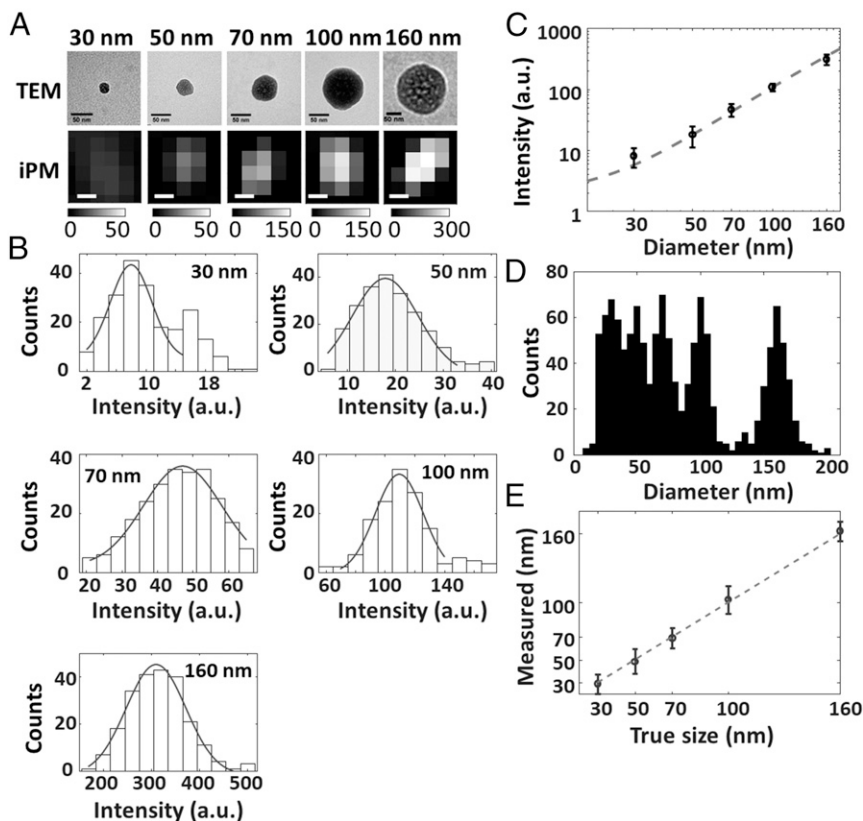 A
30 nm 50 nm 70 nm 100 nm 160 nm
TEM
50 nm 50 nm 50 nm 50 nm 50 nm
iPM
0 50 0 50 0 150 0 150 0 300
B
40
20
0
Counts
30 nm
2 10 18
Intensity (a.u.)
40
20
0
Counts
50 nm
10 20 30 40
Intensity (a.u.)
40
20
0
Counts
70 nm
20 30 40 50 60
Intensity (a.u.)
40
20
0
Counts
100 nm
60 100 140
Intensity (a.u.)
40
20
0
Counts
160 nm
200 300 400 500
Intensity (a.u.)
C
1000
100
10
1
Intensity (a.u.)
30 50 70 100 160
Diameter (nm)
D
80
60
40
20
0
Counts
0 50 100 150 200
Diameter (nm)
E
160
100
70
50
30
Measured (nm)
30 50 70 100 160
True size (nm)